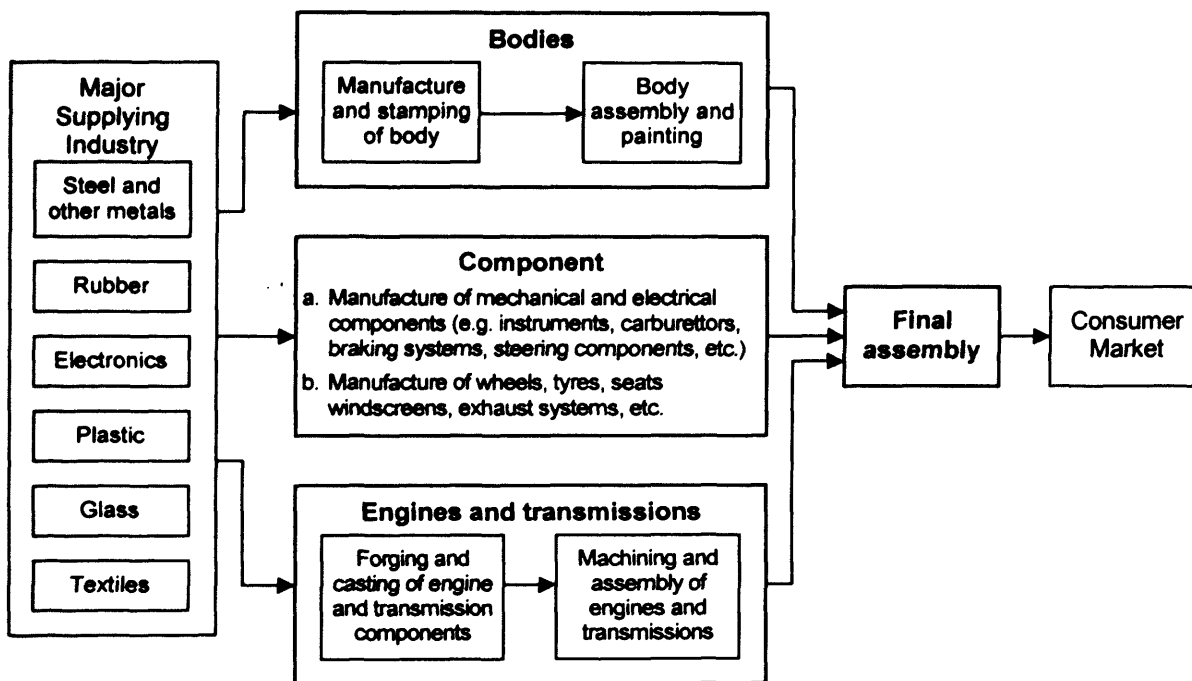 Major
Supplying
Industry
Steel and
other metals
Rubber
Electronics
Plastic
Glass
Textiles
Bodies
Manufacture
and stamping
of body
Body
assembly and
painting
Component
a. Manufacture of mechanical and electrical
components (e.g. instruments, carburettors,
braking systems, steering components, etc.)
b. Manufacture of wheels, tyres, seats
windscreens, exhaust systems, etc.
Engines and transmissions
Forging and
casting of engine
and transmission
components
Machining and
assembly of
engines and
transmissions
Final
assembly
Consumer
Market